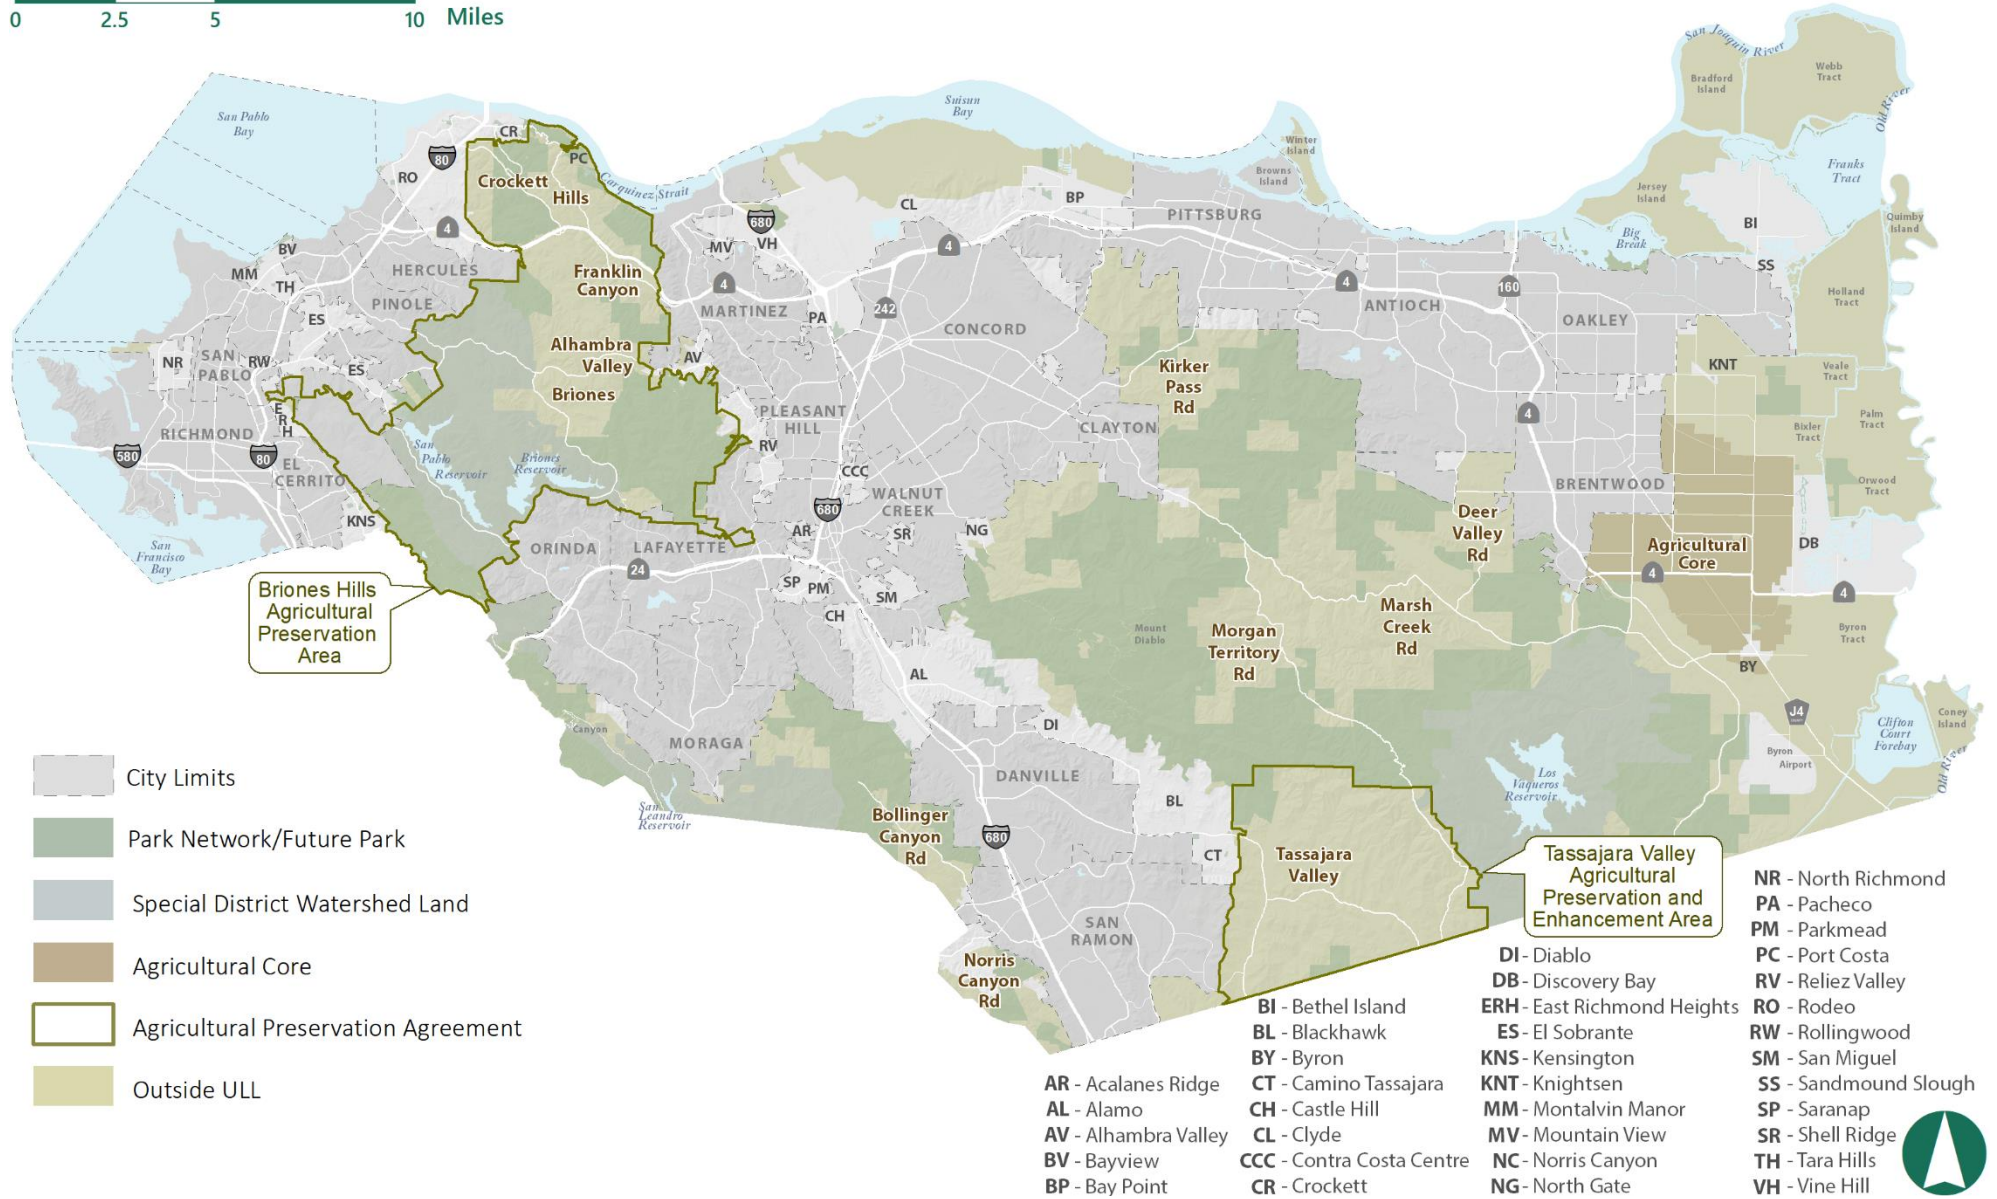 0 2.5 5 10 Miles
San Joaquin River
Bradford
Island
Webb
Tract
Old River
San Pablo
Bay
Suisun
Bay
Winter
Island
Browns
Island
Franks
Tract
Jersey
Island
Quimby
Island
Big
Break
Holland
Tract
Veale
Tract
Palm
Tract
Bixler
Tract
Orwood
Tract
CR
80
PC
RO
Crockett
Hills
Carquinez Strait
4
680
MV
VH
CL
BP
PITTSBURG
BI
SS
BV
MM
TH
HERCULES
PINOLE
ES
Franklin
Canyon
4
MARTINEZ
PA
242
4
CONCORD
4
ANTIOCH
160
OAKLEY
KNT
NR
SAN
PABLO
RW
ES
Alhambra
Valley
AV
Briones
Kirker
Pass
Rd
E
R
H
RICHMOND
580
80
EL
CERRITO
San
Pablo
Reservoir
Briones
Reservoir
PLEASANT
HILL
RV
CCC
CLAYTON
4
BRENTWOOD
WALNUT
CREEK
680
AR
SR
NG
KNS
San
Francisco
Bay
ORINDA
LAFAYETTE
24
SP
PM
SM
CH
Deer
Valley
Rd
Agricultural
Core
4
DB
4
Byron
Tract
Briones Hills
Agricultural
Preservation
Area
Mount
Diablo
Morgan
Territory
Rd
Marsh
Creek
Rd
BY
AL
DI
J4
Clifton
Court
Forebay
Coney
Island
Old River
Byron
Airport
Canyon
MORAGA
DANVILLE
BL
Los
Vaqueros
Reservoir
San
Leandro
Reservoir
Bollinger
Canyon
Rd
680
CT
Tassajara
Valley
Tassajara Valley
Agricultural
Preservation and
Enhancement Area
SAN
RAMON
Norris
Canyon
Rd
City Limits
Park Network/Future Park
Special District Watershed Land
Agricultural Core
Agricultural Preservation Agreement
Outside ULL
AR - Acalanes Ridge
AL - Alamo
AV - Alhambra Valley
BV - Bayview
BP - Bay Point
BI - Bethel Island
BL - Blackhawk
BY - Byron
CT - Camino Tassajara
CH - Castle Hill
CL - Clyde
CCC - Contra Costa Centre
CR - Crockett
DI - Diablo
DB - Discovery Bay
ERH - East Richmond Heights
ES - El Sobrante
KNS - Kensington
KNT - Knightsen
MM - Montalvin Manor
MV - Mountain View
NC - Norris Canyon
NG - North Gate
NR - North Richmond
PA - Pacheco
PM - Parkmead
PC - Port Costa
RV - Reliez Valley
RO - Rodeo
RW - Rollingwood
SM - San Miguel
SS - Sandmound Slough
SP - Saranap
SR - Shell Ridge
TH - Tara Hills
VH - Vine Hill